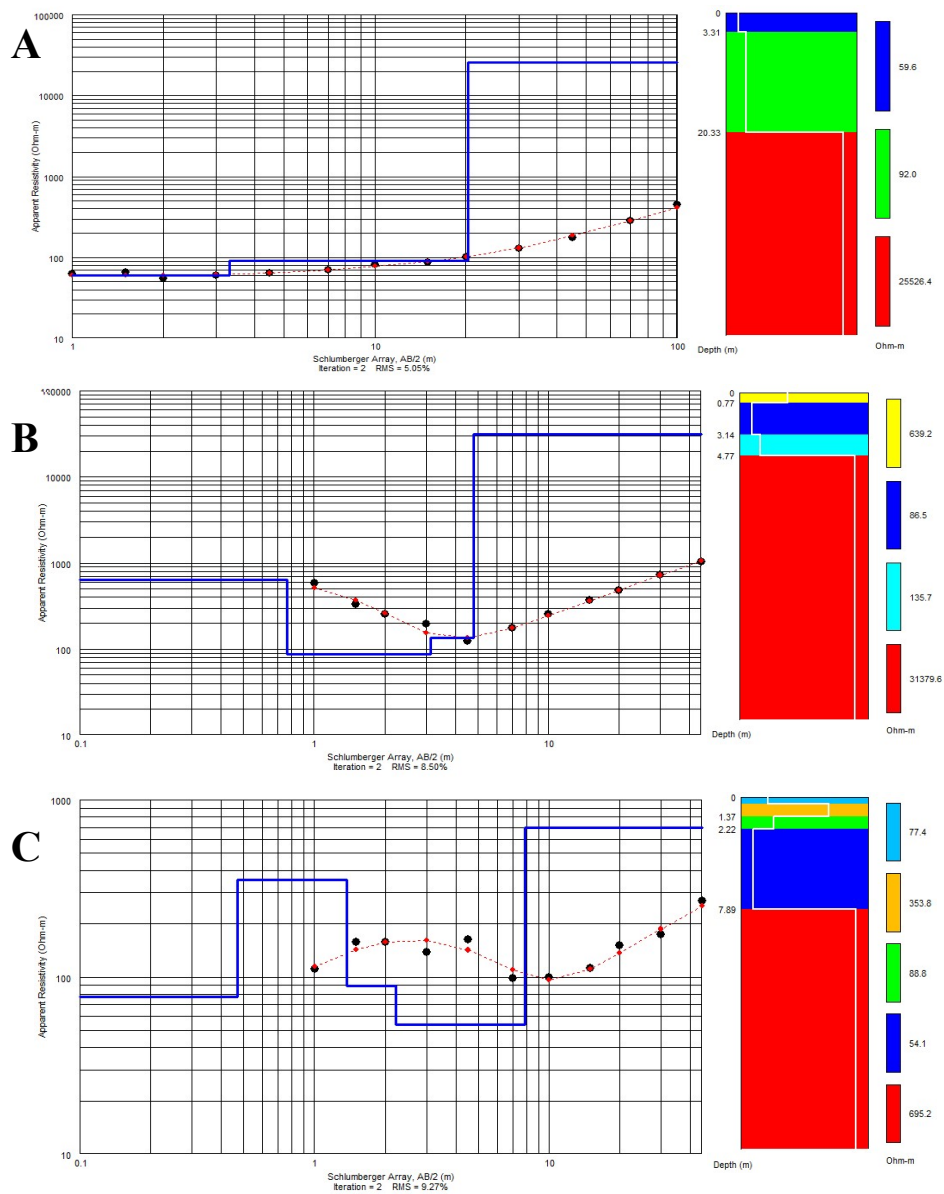 A
Apparent Resistivity (Ohm-m)
100000
10000
1000
100
10
1
10
100
Schlumberger Array, AB/2 (m)
Iteration = 2 RMS = 5.05%
0
3.31
20.33
Depth (m)
59.6
92.0
25526.4
Ohm-m
B
Apparent Resistivity (Ohm-m)
100000
10000
1000
100
10
0.1
1
10
Schlumberger Array, AB/2 (m)
Iteration = 2 RMS = 8.50%
0
0.77
3.14
4.77
Depth (m)
639.2
86.5
135.7
31379.6
Ohm-m
C
Apparent Resistivity (Ohm-m)
1000
100
10
0.1
1
10
Schlumberger Array, AB/2 (m)
Iteration = 2 RMS = 9.27%
0
1.37
2.22
7.89
Depth (m)
77.4
353.8
88.8
54.1
695.2
Ohm-m